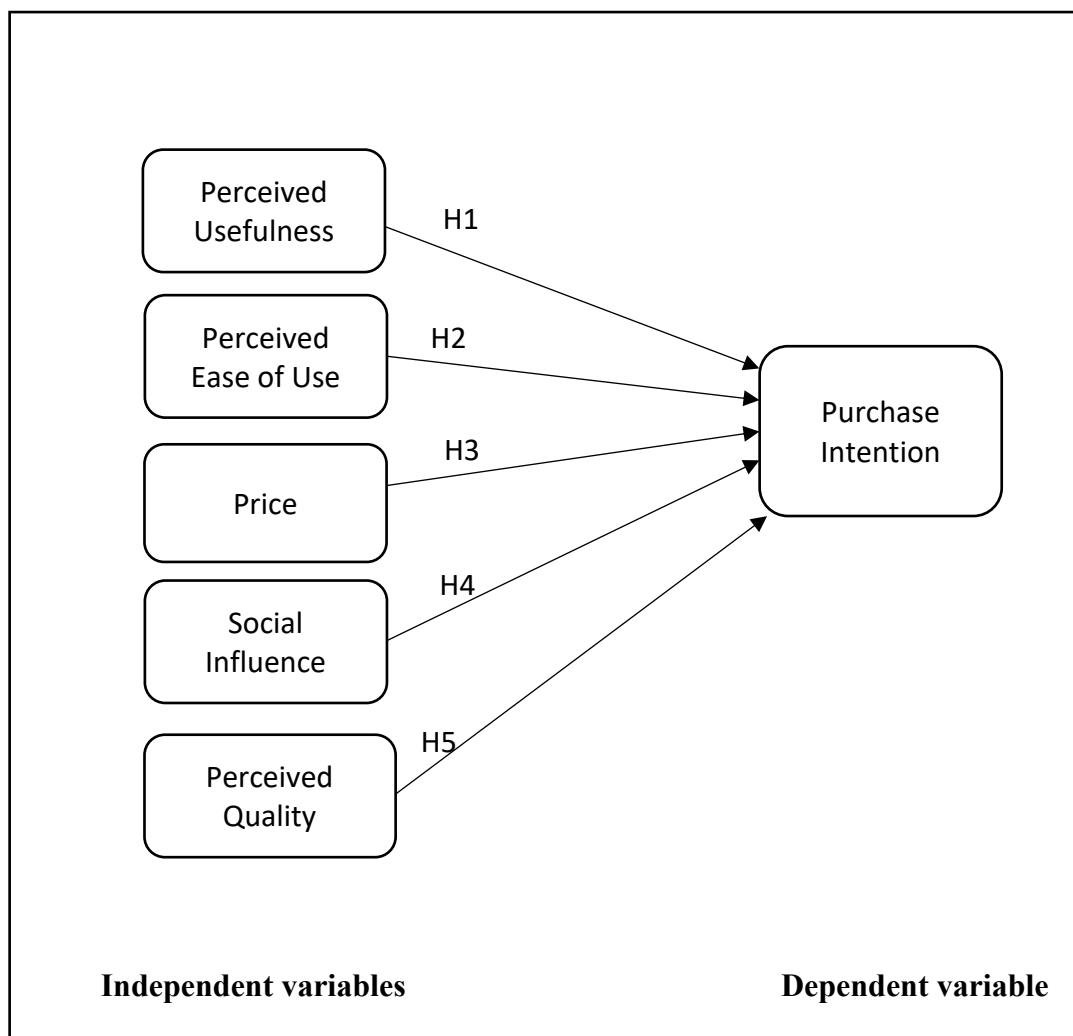 Perceived
Usefulness
H1
Perceived
Ease of Use
H2
Price
H3
Social
Influence
H4
Perceived
Quality
H5
Purchase
Intention
Independent variables
Dependent variable